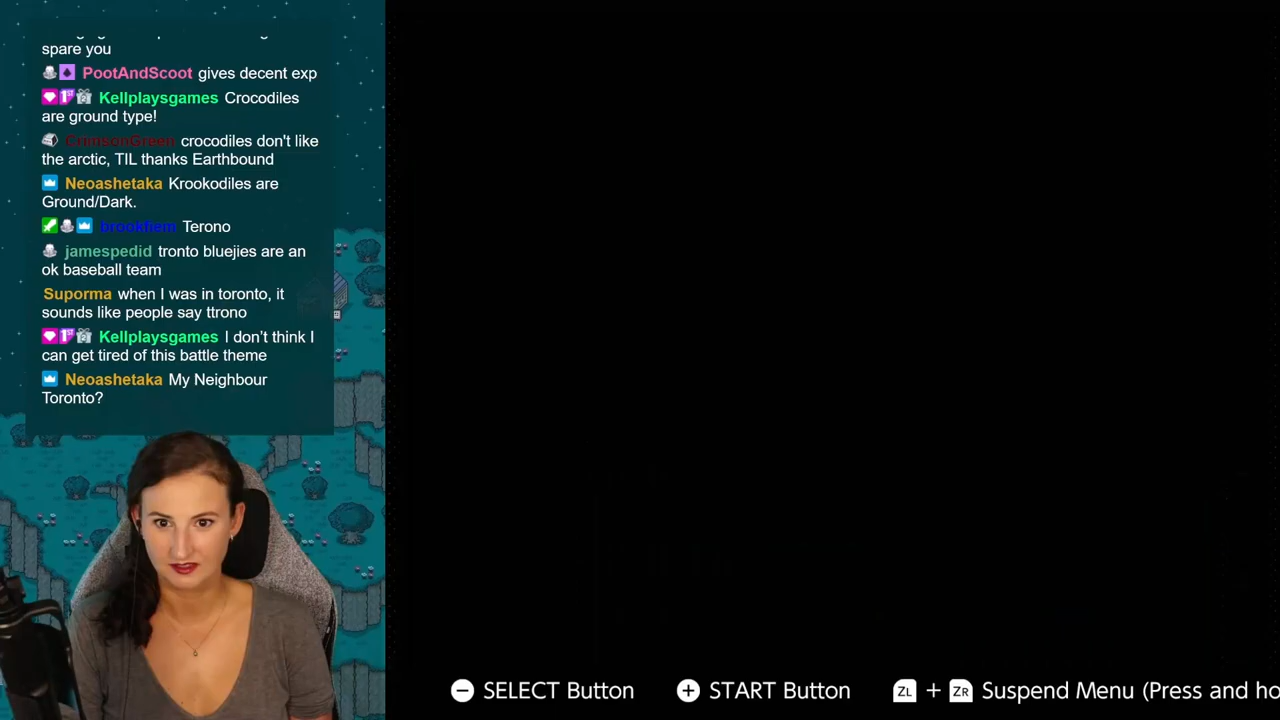 spare you
PootAndScoot gives decent exp
Kellplaysgames Crocodiles
are ground type!
CrimsonGreen crocodiles don't like
the arctic, TIL thanks Earthbound
Neoashetaka Krookodiles are
Ground/Dark.
brookfiem Terono
jamespedid tronto bluejies are an
ok baseball team
Suporma when I was in toronto, it
sounds like people say ttrono
Kellplaysgames I don't think I
can get tired of this battle theme
Neoashetaka My Neighbour
Toronto?
SELECT Button
START Button
ZL + ZR Suspend Menu (Press and ho